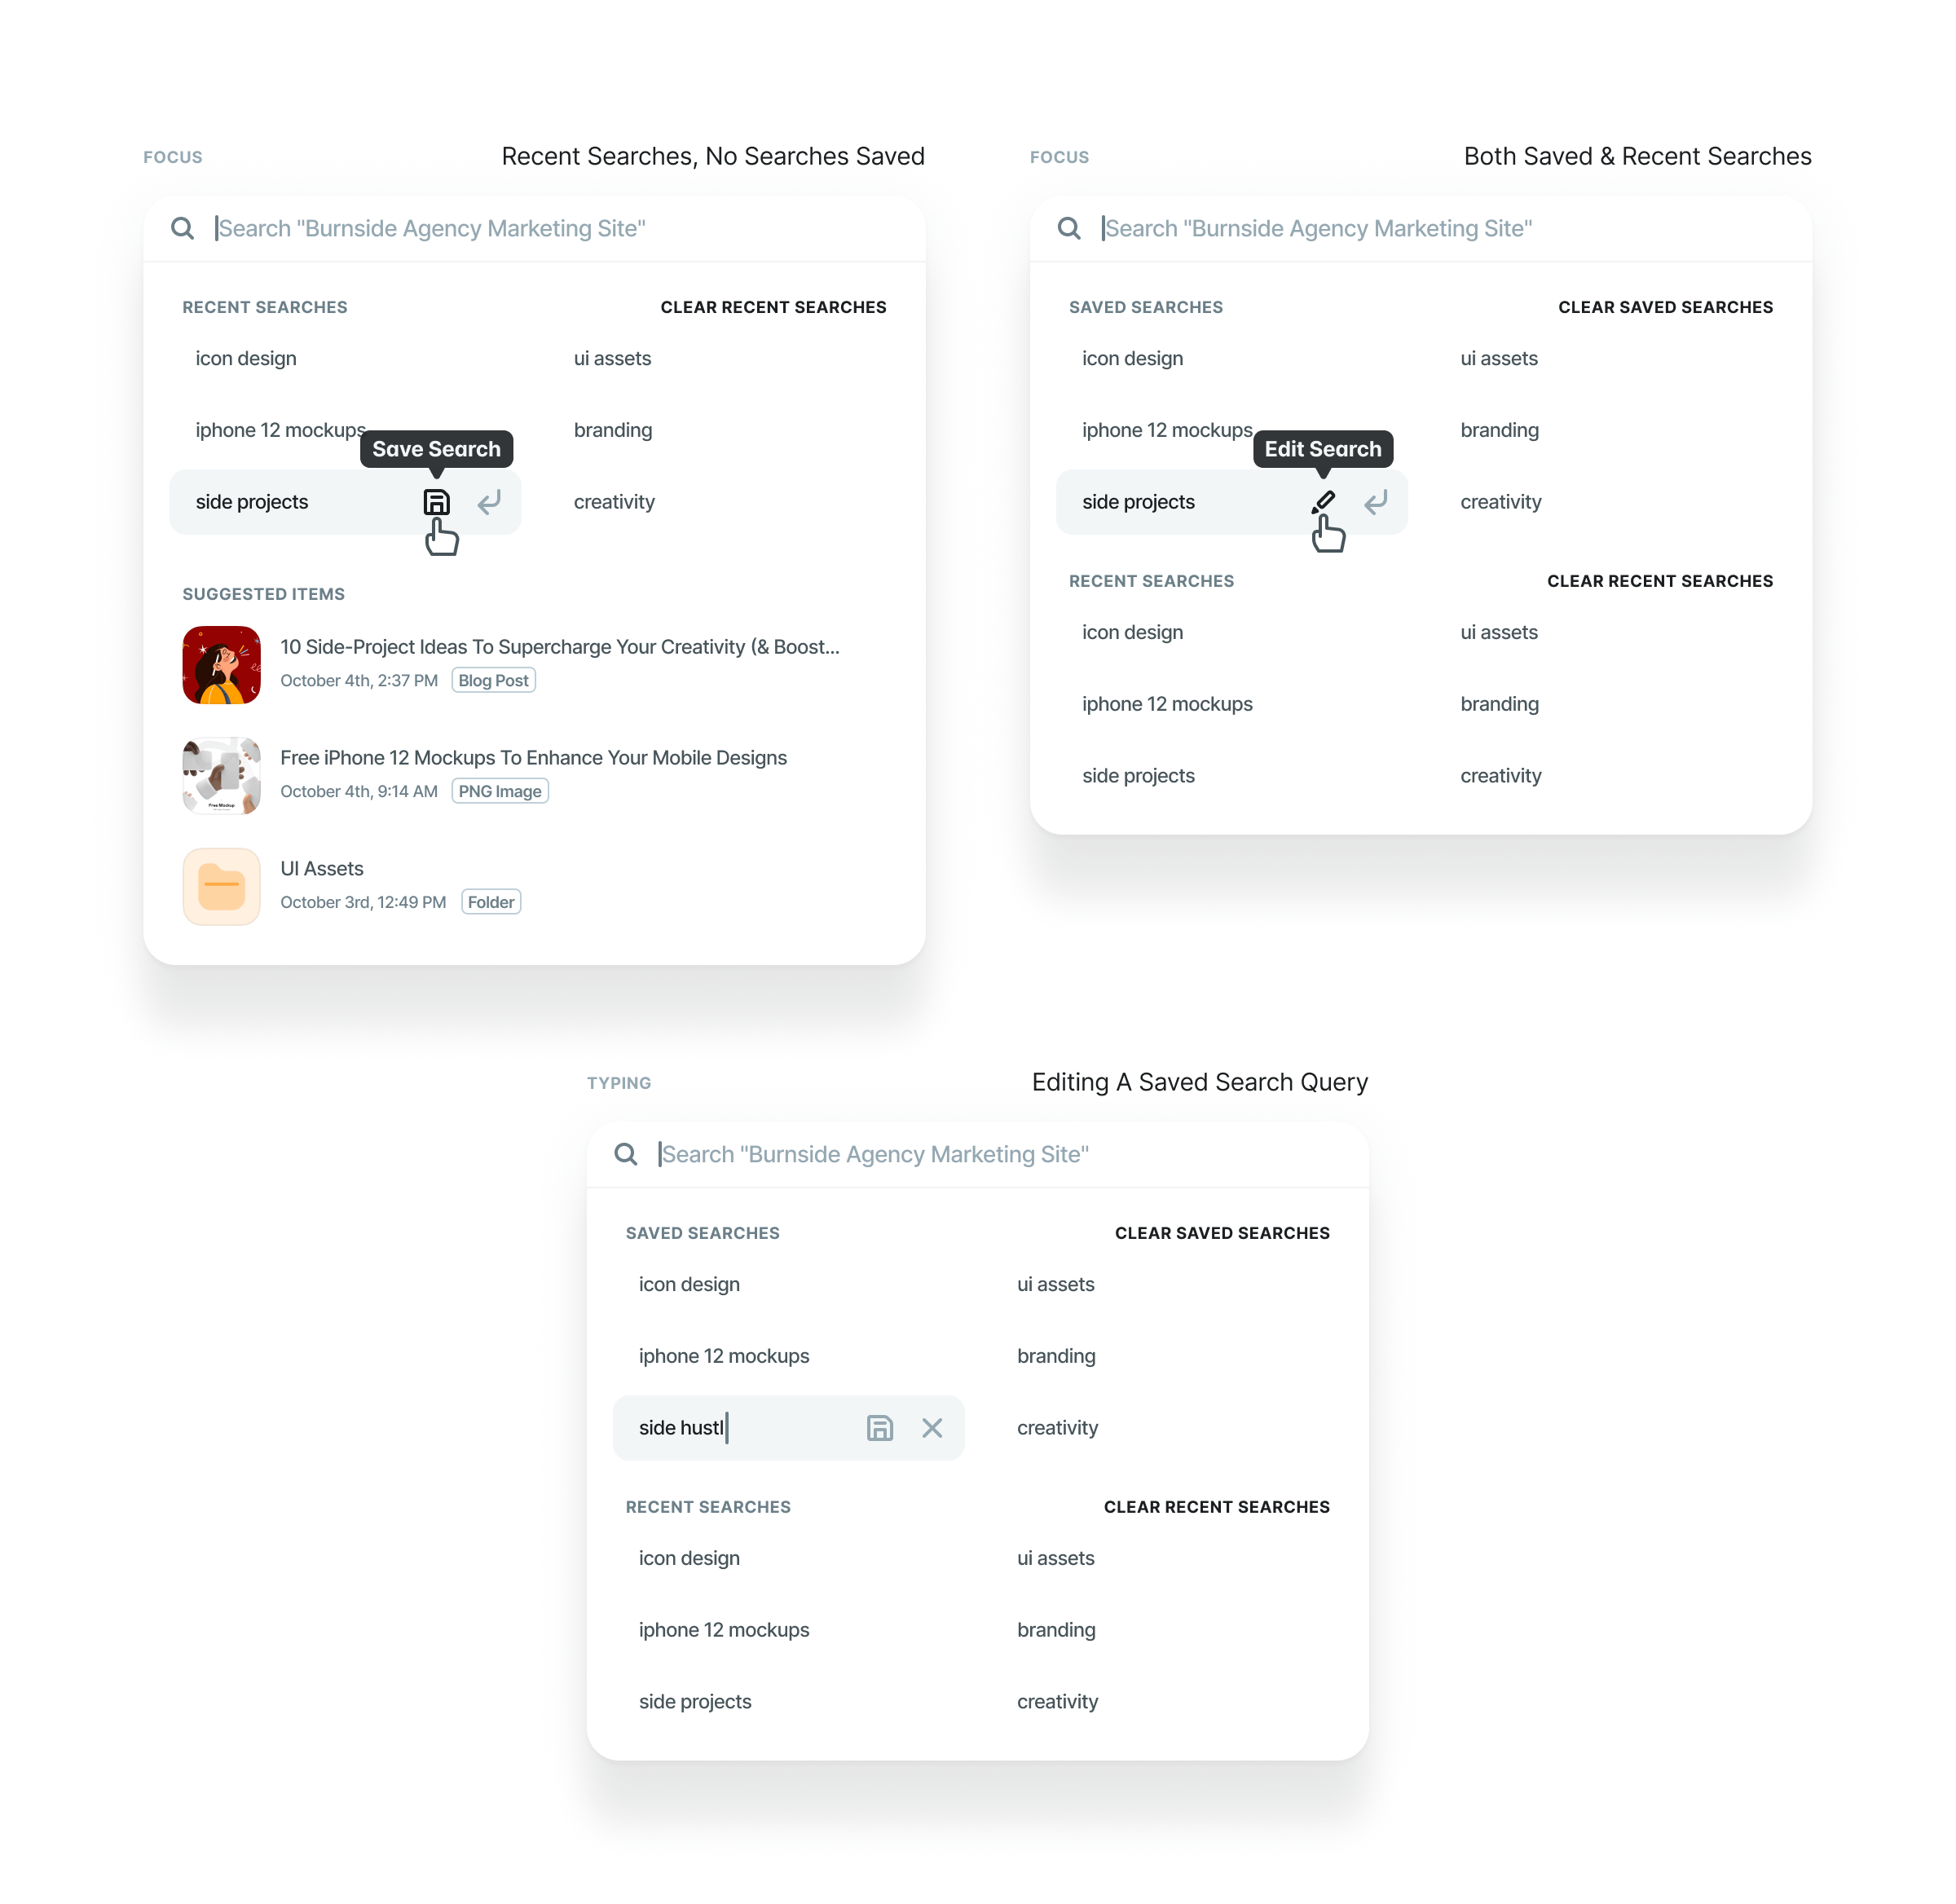 FOCUS
Recent Searches, No Searches Saved
Search "Burnside Agency Marketing Site"
RECENT SEARCHES
CLEAR RECENT SEARCHES
icon design
ui assets
iphone 12 mockups
branding
Save Search
side projects
creativity
SUGGESTED ITEMS
10 Side-Project Ideas To Supercharge Your Creativity (& Boost...
October 4th, 2:37 PM Blog Post
Free iPhone 12 Mockups To Enhance Your Mobile Designs
October 4th, 9:14 AM PNG Image
Free Mockup
UI Assets
October 3rd, 12:49 PM Folder
FOCUS
Both Saved & Recent Searches
Search "Burnside Agency Marketing Site"
SAVED SEARCHES
CLEAR SAVED SEARCHES
icon design
ui assets
iphone 12 mockups
branding
Edit Search
side projects
creativity
RECENT SEARCHES
CLEAR RECENT SEARCHES
icon design
ui assets
iphone 12 mockups
branding
side projects
creativity
TYPING
Editing A Saved Search Query
Search "Burnside Agency Marketing Site"
SAVED SEARCHES
CLEAR SAVED SEARCHES
icon design
ui assets
iphone 12 mockups
branding
side hustl
creativity
RECENT SEARCHES
CLEAR RECENT SEARCHES
icon design
ui assets
iphone 12 mockups
branding
side projects
creativity